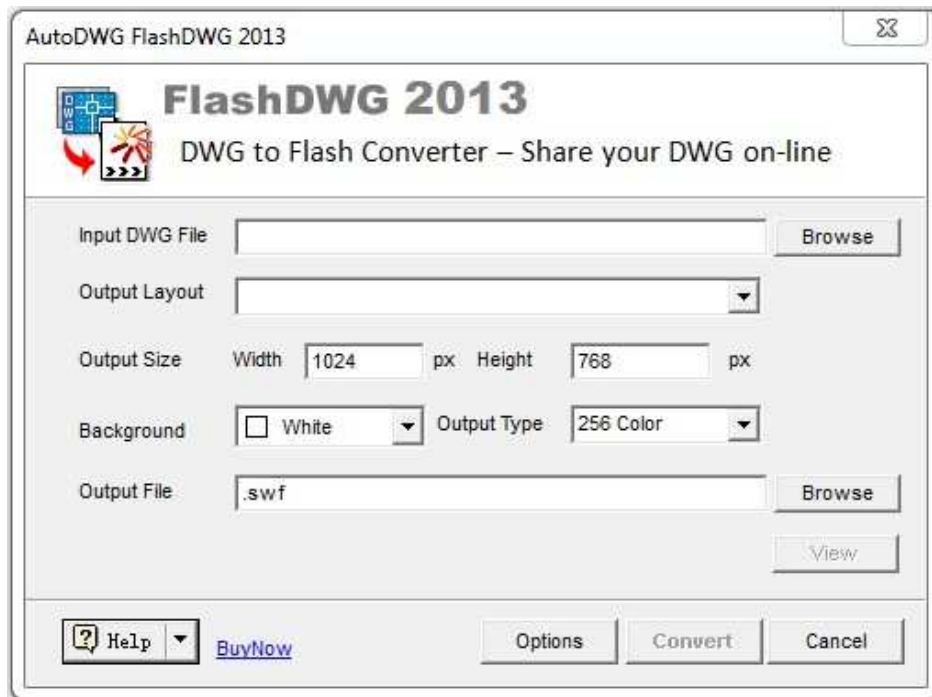 AutoDWG FlashDWG 2013
DWG
FlashDWG 2013
DWG to Flash Converter – Share your DWG on-line
Input DWG File Browse
Output Layout
Output Size Width 1024 px Height 768 px
Background White Output Type 256 Color
Output File .swf Browse
View
Help BuyNow Options Convert Cancel